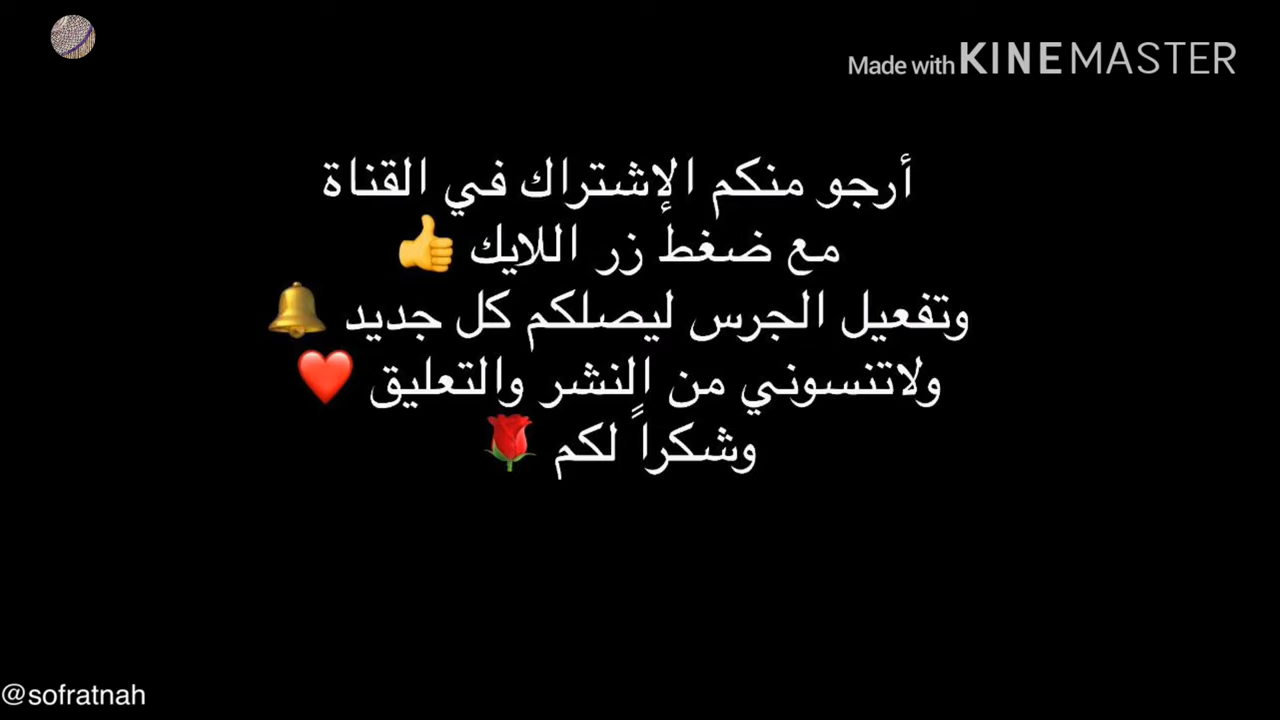 Made with KINEMASTER
أرجو منكم الإشتراك في القناة
مع ضغط زر اللايك 👍
وتفعيل الجرس ليصلكم كل جديد 🔔
ولاتنسوني من النشر والتعليق ❤️
وشكراً لكم 🌹
@sofratnah